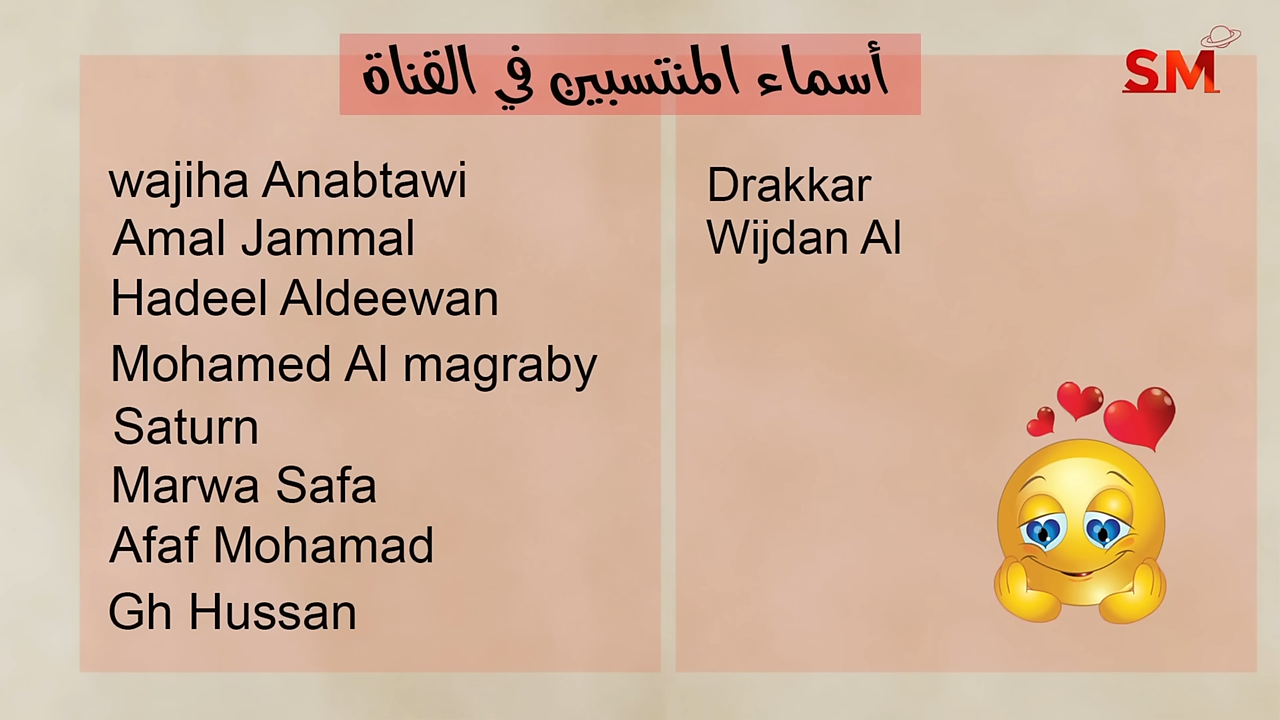 أسماء المنتسبين في القناة
SM
wajiha Anabtawi
Amal Jammal
Hadeel Aldeewan
Mohamed Al magraby
Saturn
Marwa Safa
Afaf Mohamad
Gh Hussan
Drakkar
Wijdan Al